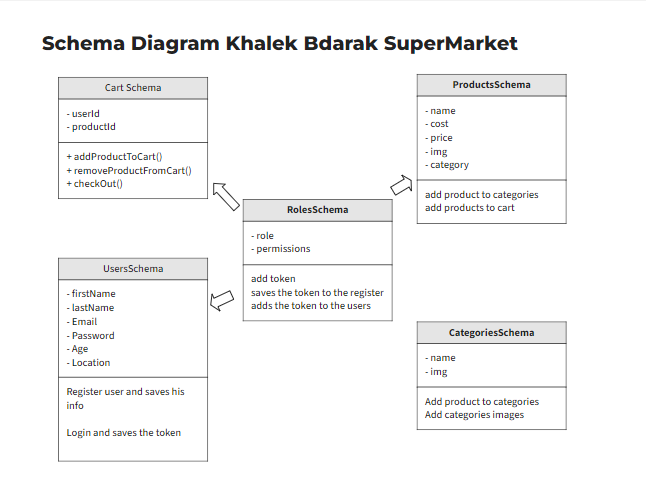 Schema Diagram Khalek Bdarak SuperMarket
Cart Schema
- userId
- productId
+ addProductToCart()
+ removeProductFromCart()
+ checkOut()
ProductsSchema
- name
- cost
- price
- img
- category
add product to categories
add products to cart
RolesSchema
- role
- permissions
add token
saves the token to the register
adds the token to the users
UsersSchema
- firstName
- lastName
- Email
- Password
- Age
- Location
Register user and saves his
info
Login and saves the token
CategoriesSchema
- name
- img
Add product to categories
Add categories images